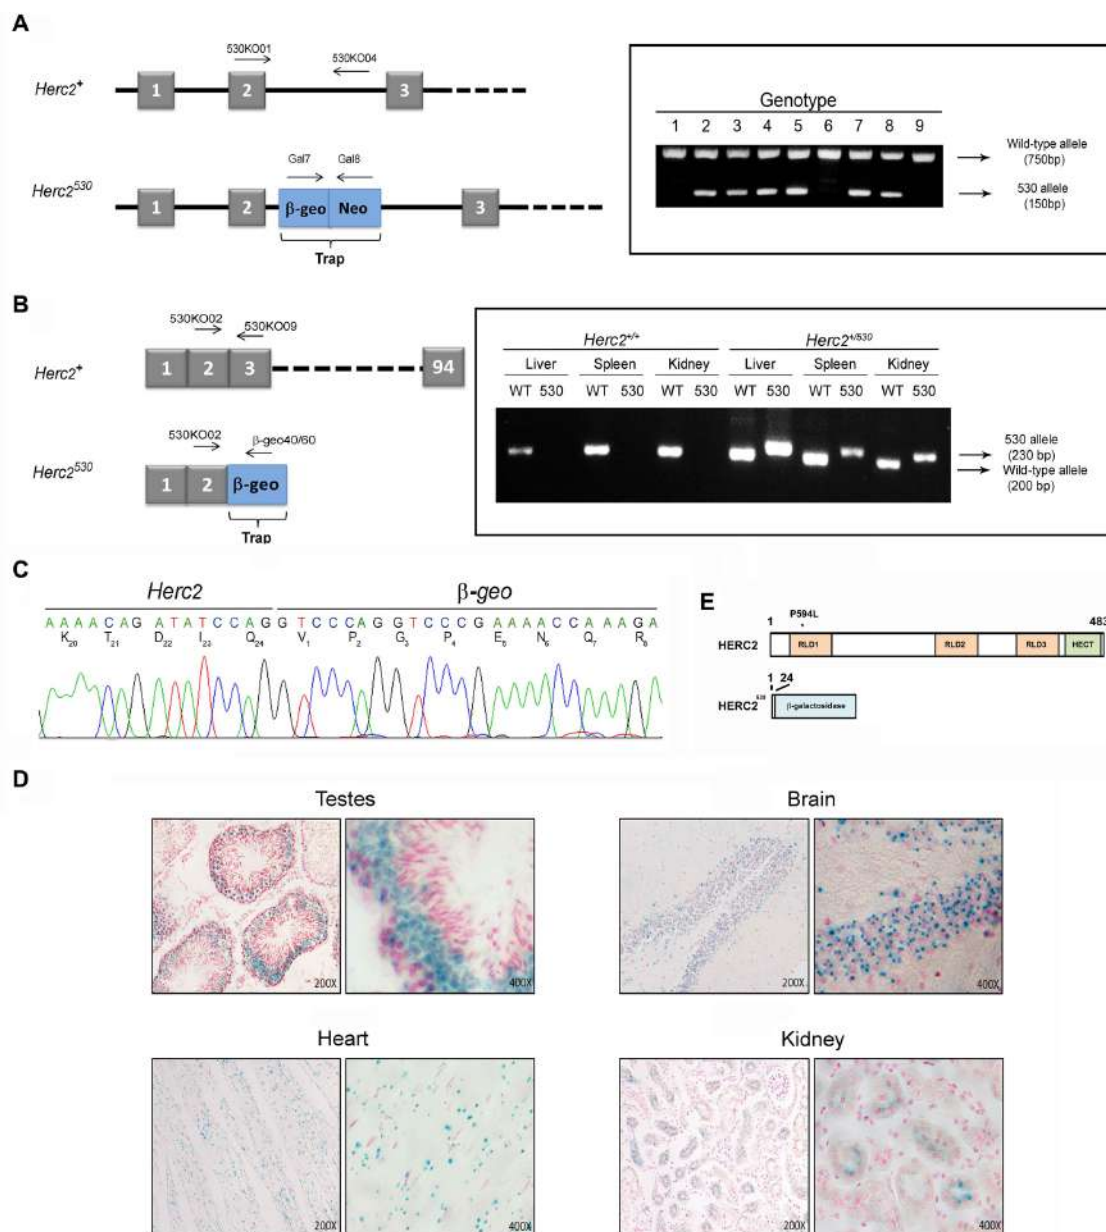 A
530KO01
530KO04
Herc2+
1 2 3
Gal7 Gal8
Herc2530
1 2 β-geo Neo 3
Trap
Genotype
1 2 3 4 5 6 7 8 9
Wild-type allele
(750bp)
530 allele
(150bp)
B
530KO02
530KO09
Herc2+
1 2 3 94
530KO02
β-geo40/60
Herc2530
1 2 β-geo
Trap
Herc2+/+ Herc2+/530
Liver Spleen Kidney Liver Spleen Kidney
WT 530 WT 530 WT 530 WT 530 WT 530 WT 530
530 allele
(230 bp)
Wild-type allele
(200 bp)
C
Herc2 β-geo
A A A A C A G A T A T C C A G G T C C C A G G T C C C G A A A A C C A A A G A
K20 T21 D22 I23 Q24 V1 P2 G3 P4 E5 N6 Q7 R8
E
P594L
1 483
HERC2 RLD1 RLD2 RLD3 HECT
1 24
HERC2530 β-galactosidase
D
Testes
200X 400X
Brain
200X 400X
Heart
200X 400X
Kidney
200X 400X